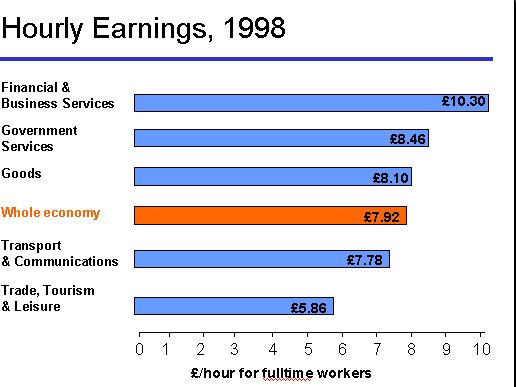 Hourly Earnings, 1998
Financial &
Business Services
£10.30
Government
Services
£8.46
Goods
£8.10
Whole economy
£7.92
Transport
& Communications
£7.78
Trade, Tourism
& Leisure
£5.86
0 1 2 3 4 5 6 7 8 9 10
£/hour for fulltime workers